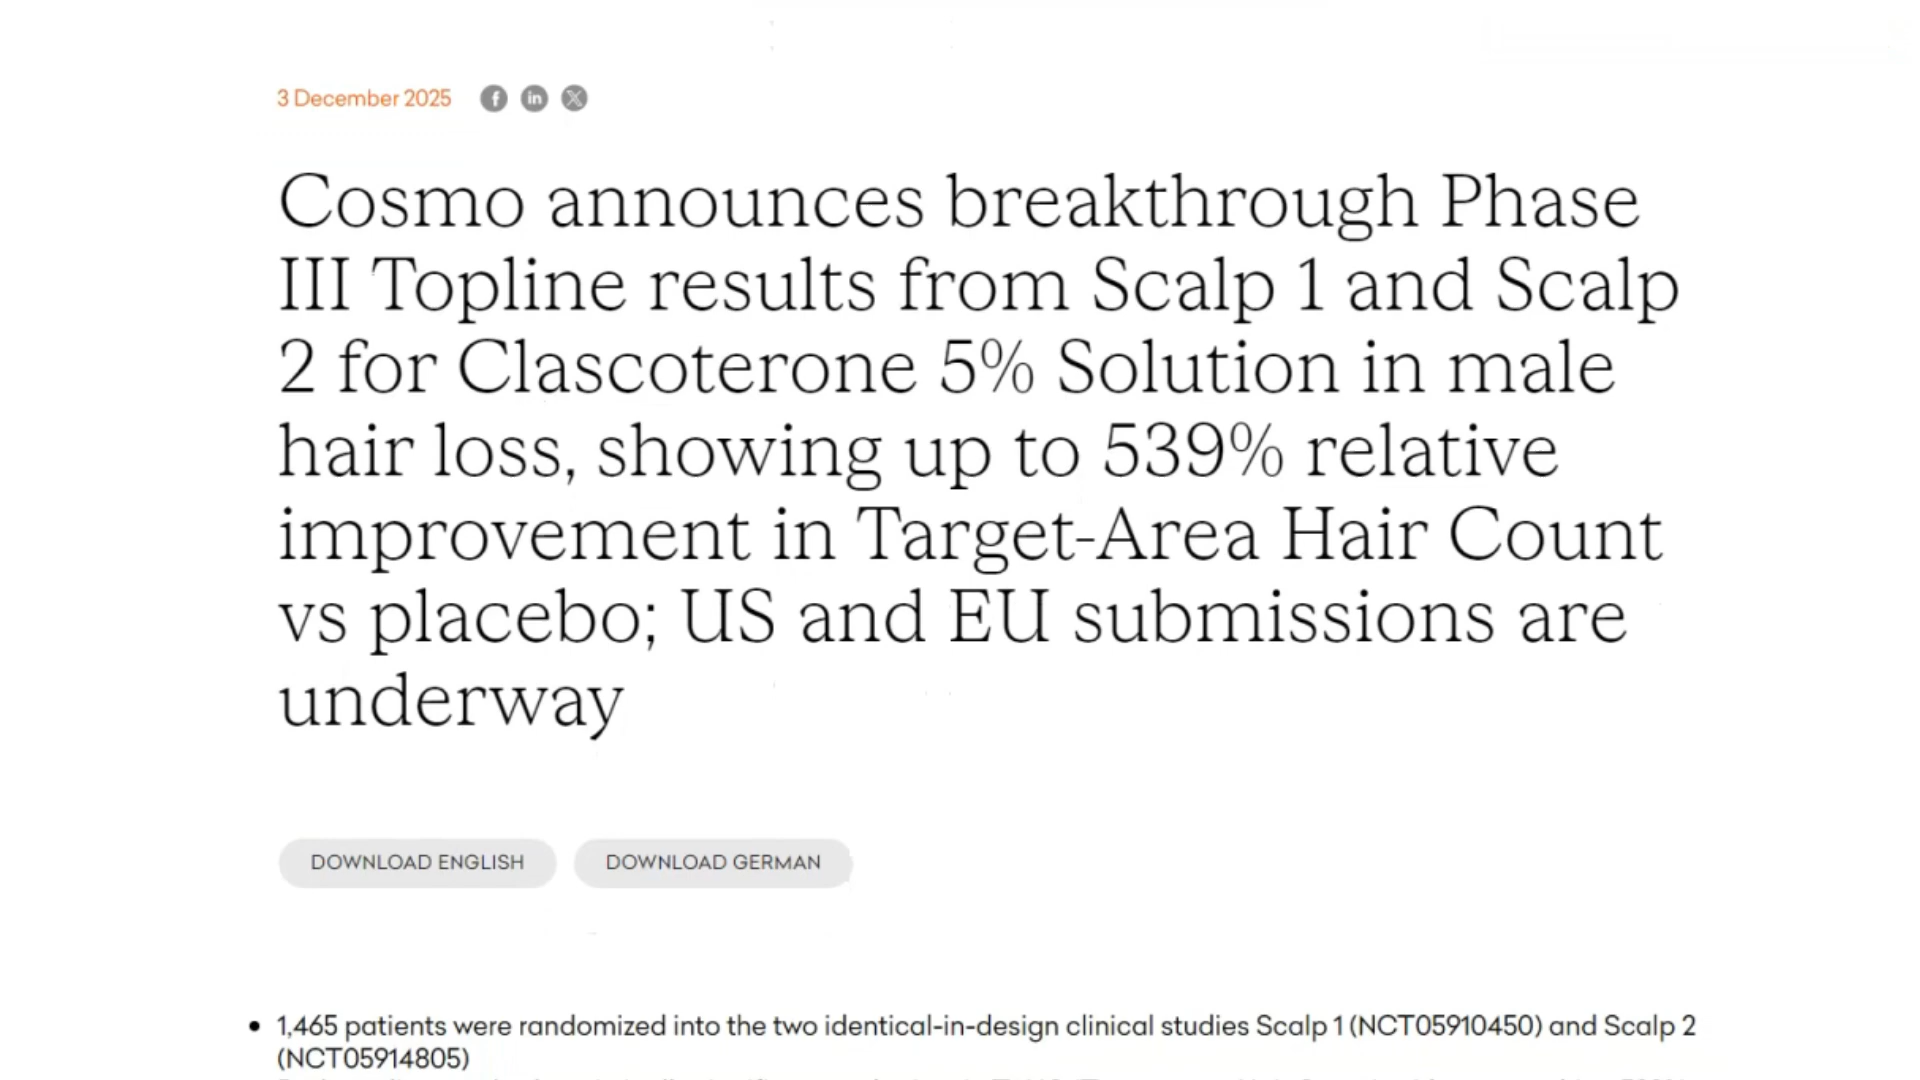 3 December 2025
Cosmo announces breakthrough Phase
III Topline results from Scalp 1 and Scalp
2 for Clascoterone 5% Solution in male
hair loss, showing up to 539% relative
improvement in Target-Area Hair Count
vs placebo; US and EU submissions are
underway
DOWNLOAD ENGLISH
DOWNLOAD GERMAN
• 1,465 patients were randomized into the two identical-in-design clinical studies Scalp 1 (NCT05910450) and Scalp 2
(NCT05914805)